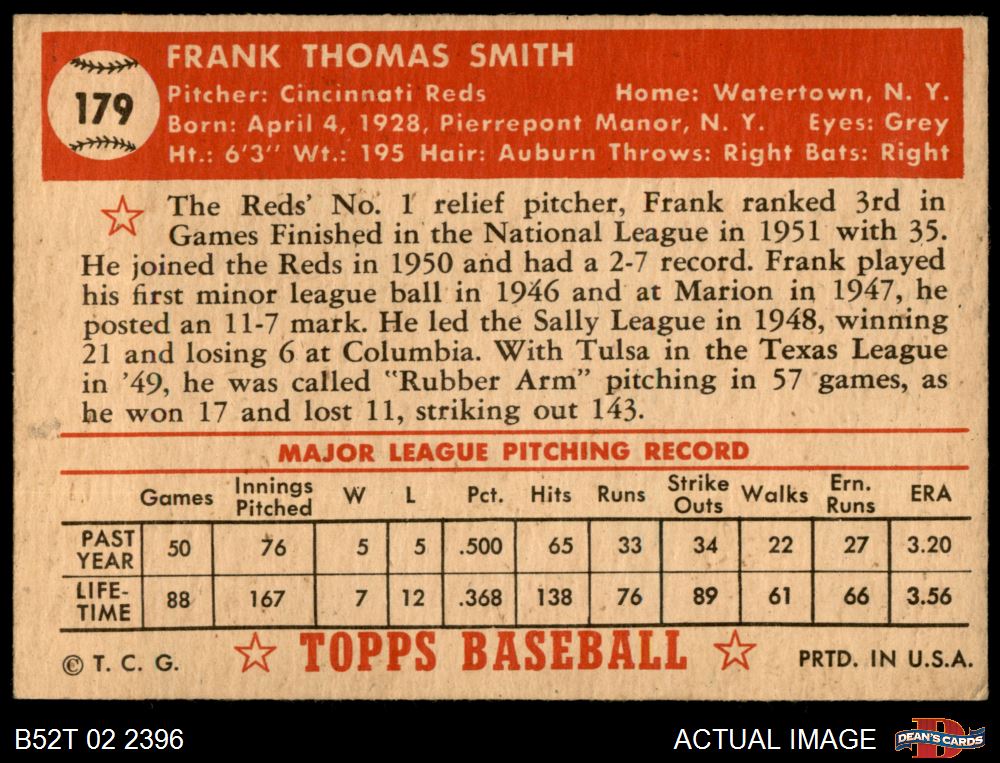 179
FRANK THOMAS SMITH
Pitcher: Cincinnati Reds Home: Watertown, N. Y.
Born: April 4, 1928, Pierrepont Manor, N. Y. Eyes: Grey
Ht.: 6'3" Wt.: 195 Hair: Auburn Throws: Right Bats: Right
The Reds' No. 1 relief pitcher, Frank ranked 3rd in
Games Finished in the National League in 1951 with 35.
He joined the Reds in 1950 and had a 2-7 record. Frank played
his first minor league ball in 1946 and at Marion in 1947, he
posted an 11-7 mark. He led the Sally League in 1948, winning
21 and losing 6 at Columbia. With Tulsa in the Texas League
in '49, he was called "Rubber Arm" pitching in 57 games, as
he won 17 and lost 11, striking out 143.
MAJOR LEAGUE PITCHING RECORD
Games Innings Pitched W L Pct. Hits Runs Strike Outs Walks Ern. Runs ERA
PAST YEAR 50 76 5 5 .500 65 33 34 22 27 3.20
LIFE-TIME 88 167 7 12 .368 138 76 89 61 66 3.56
© T. C. G. TOPPS BASEBALL PRTD. IN U.S.A.
B52T 02 2396 ACTUAL IMAGE DEAN'S CARDS